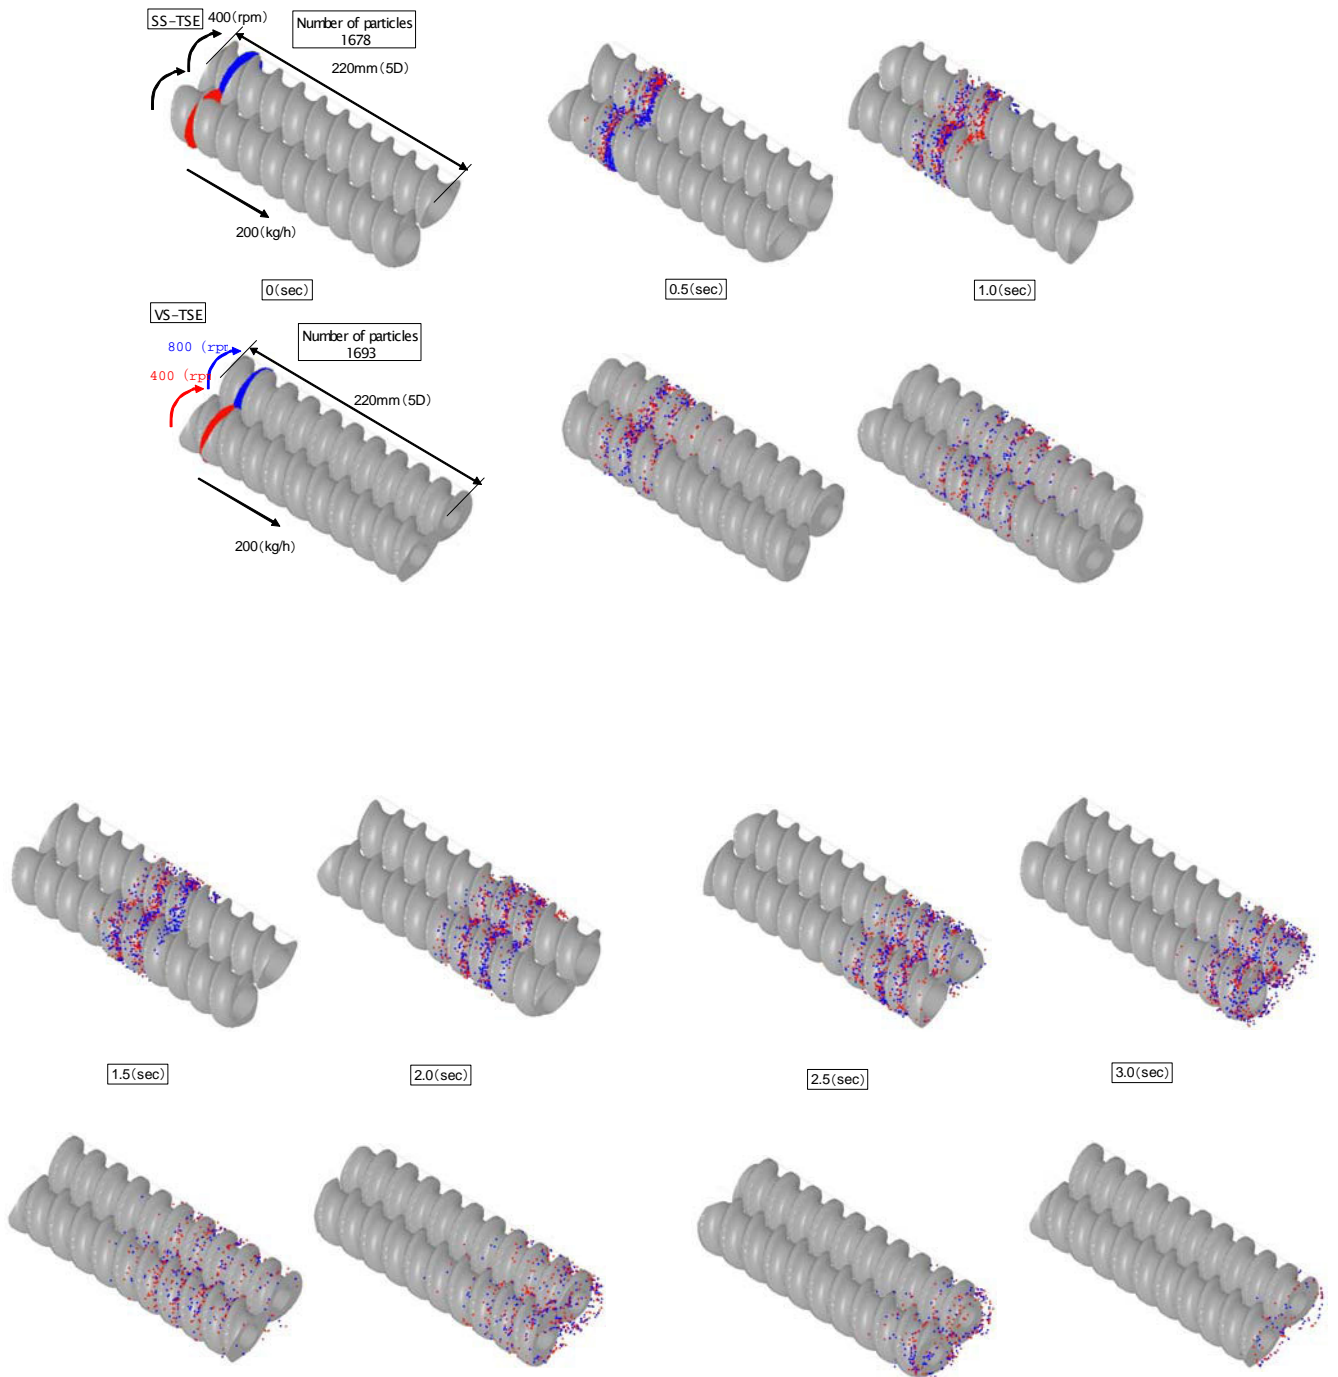 SS-TSE
400(rpm)
Number of particles
1678
220mm(5D)
200(kg/h)
0(sec)
0.5(sec)
1.0(sec)
VS-TSE
800 (rpm
400 (rp
Number of particles
1693
220mm(5D)
200(kg/h)
1.5(sec)
2.0(sec)
2.5(sec)
3.0(sec)